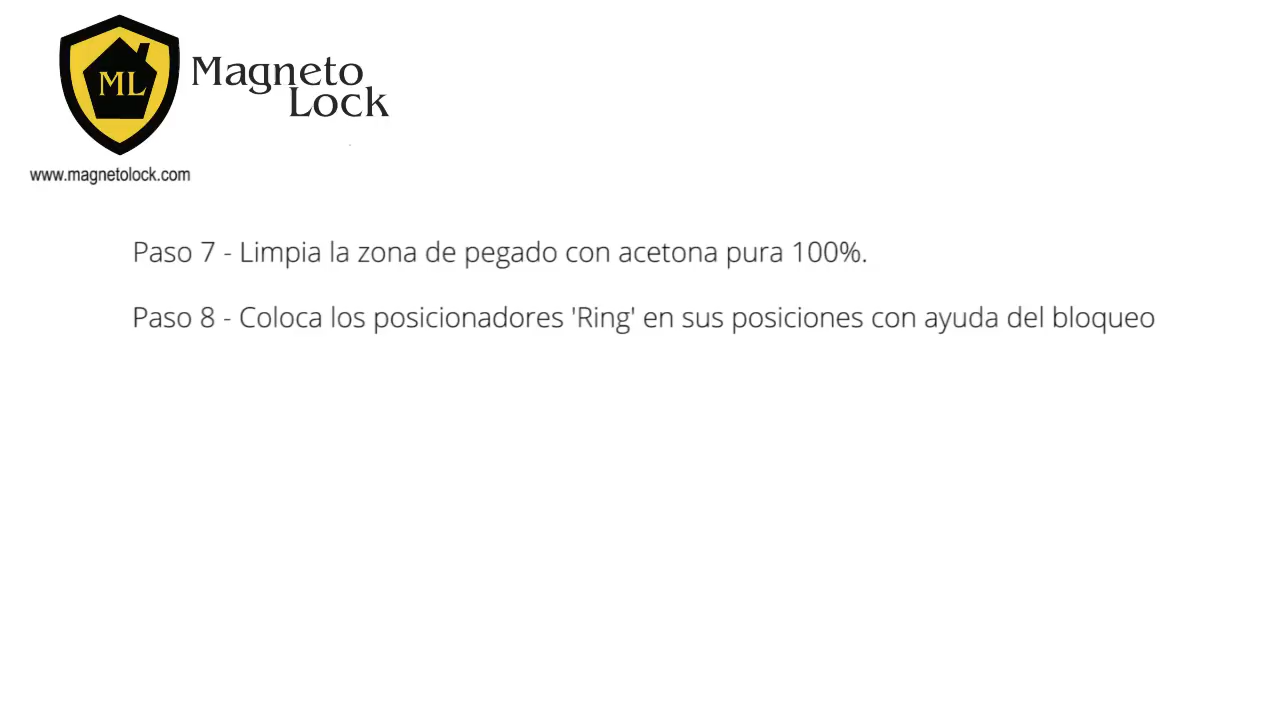 ML
Magneto
Lock
www.magnetolock.com
Paso 7 - Limpia la zona de pegado con acetona pura 100%.
Paso 8 - Coloca los posicionadores 'Ring' en sus posiciones con ayuda del bloqueo